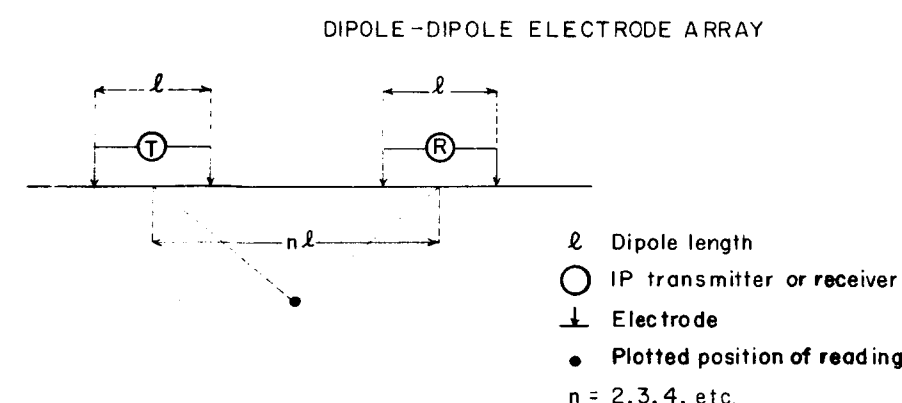 DIPOLE-DIPOLE ELECTRODE ARRAY
ℓ ℓ
T R
nℓ
ℓ Dipole length
IP transmitter or receiver
Electrode
Plotted position of reading
n = 2,3,4, etc.